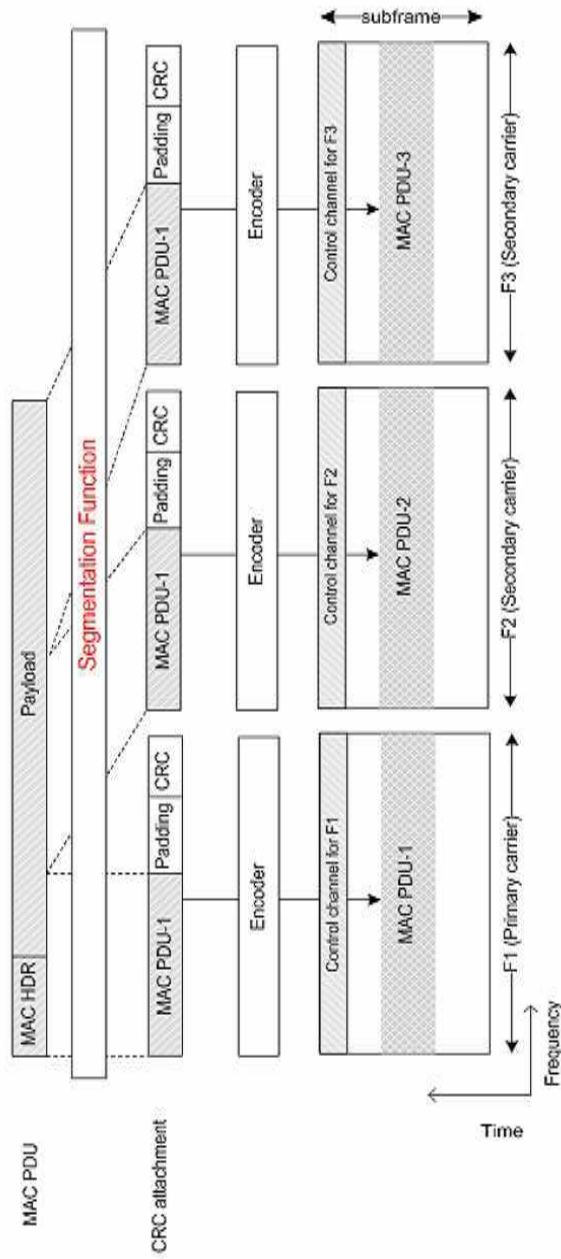 MAC PDU
MAC HDR
Payload
Segmentation Function
CRC attachment
MAC PDU-1
Padding
CRC
MAC PDU-1
Padding
CRC
MAC PDU-1
Padding
CRC
Encoder
Encoder
Encoder
Control channel for F1
Control channel for F2
Control channel for F3
subframe
MAC PDU-1
MAC PDU-2
MAC PDU-3
Time
F1 (Primary carrier)
F2 (Secondary carrier)
F3 (Secondary carrier)
Frequency